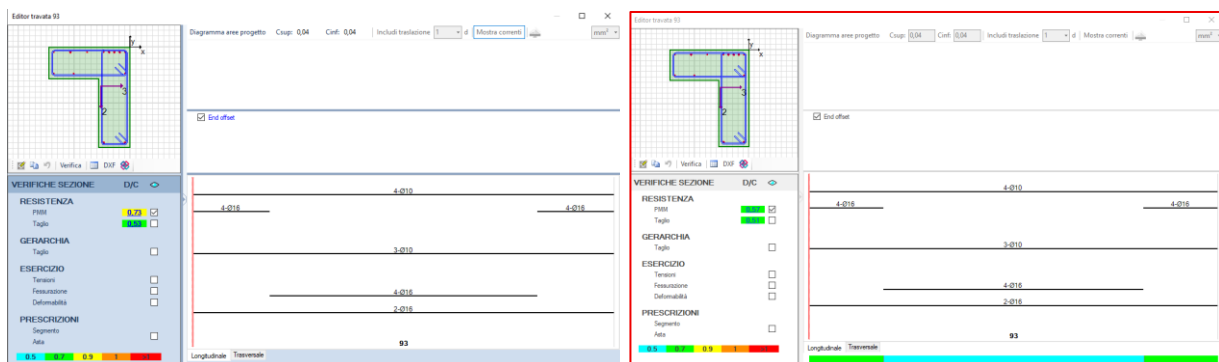 Editor travata 93
Diagramma aree progetto Csup: 0,04 Cinf: 0,04 Includi traslazione 1 d Mostra correnti mm²
y
x
3
2
End offset
Verifica DXF
VERIFICHE SEZIONE D/C
RESISTENZA
PMM 0,73
Taglio 0,53
GERARCHIA
Taglio
ESERCIZIO
Tensioni
Fessurazione
Deformabilità
PRESCRIZIONI
Segmento
Asta
0.5 0.7 0.9 1 >1
4-Ø10
4-Ø16 4-Ø16
3-Ø10
4-Ø16
2-Ø16
93
Longitudinale Trasversale
Editor travata 93
Diagramma aree progetto Csup: 0,04 Cinf: 0,04 Includi traslazione 1 d Mostra correnti mm²
y
x
3
2
End offset
Verifica DXF
VERIFICHE SEZIONE D/C
RESISTENZA
PMM 0,57
Taglio
GERARCHIA
Taglio
ESERCIZIO
Tensioni
Fessurazione
Deformabilità
PRESCRIZIONI
Segmento
Asta
0.5 0.7 0.9 1 >1
4-Ø10
4-Ø16 4-Ø16
3-Ø10
4-Ø16
2-Ø16
93
Longitudinale Trasversale